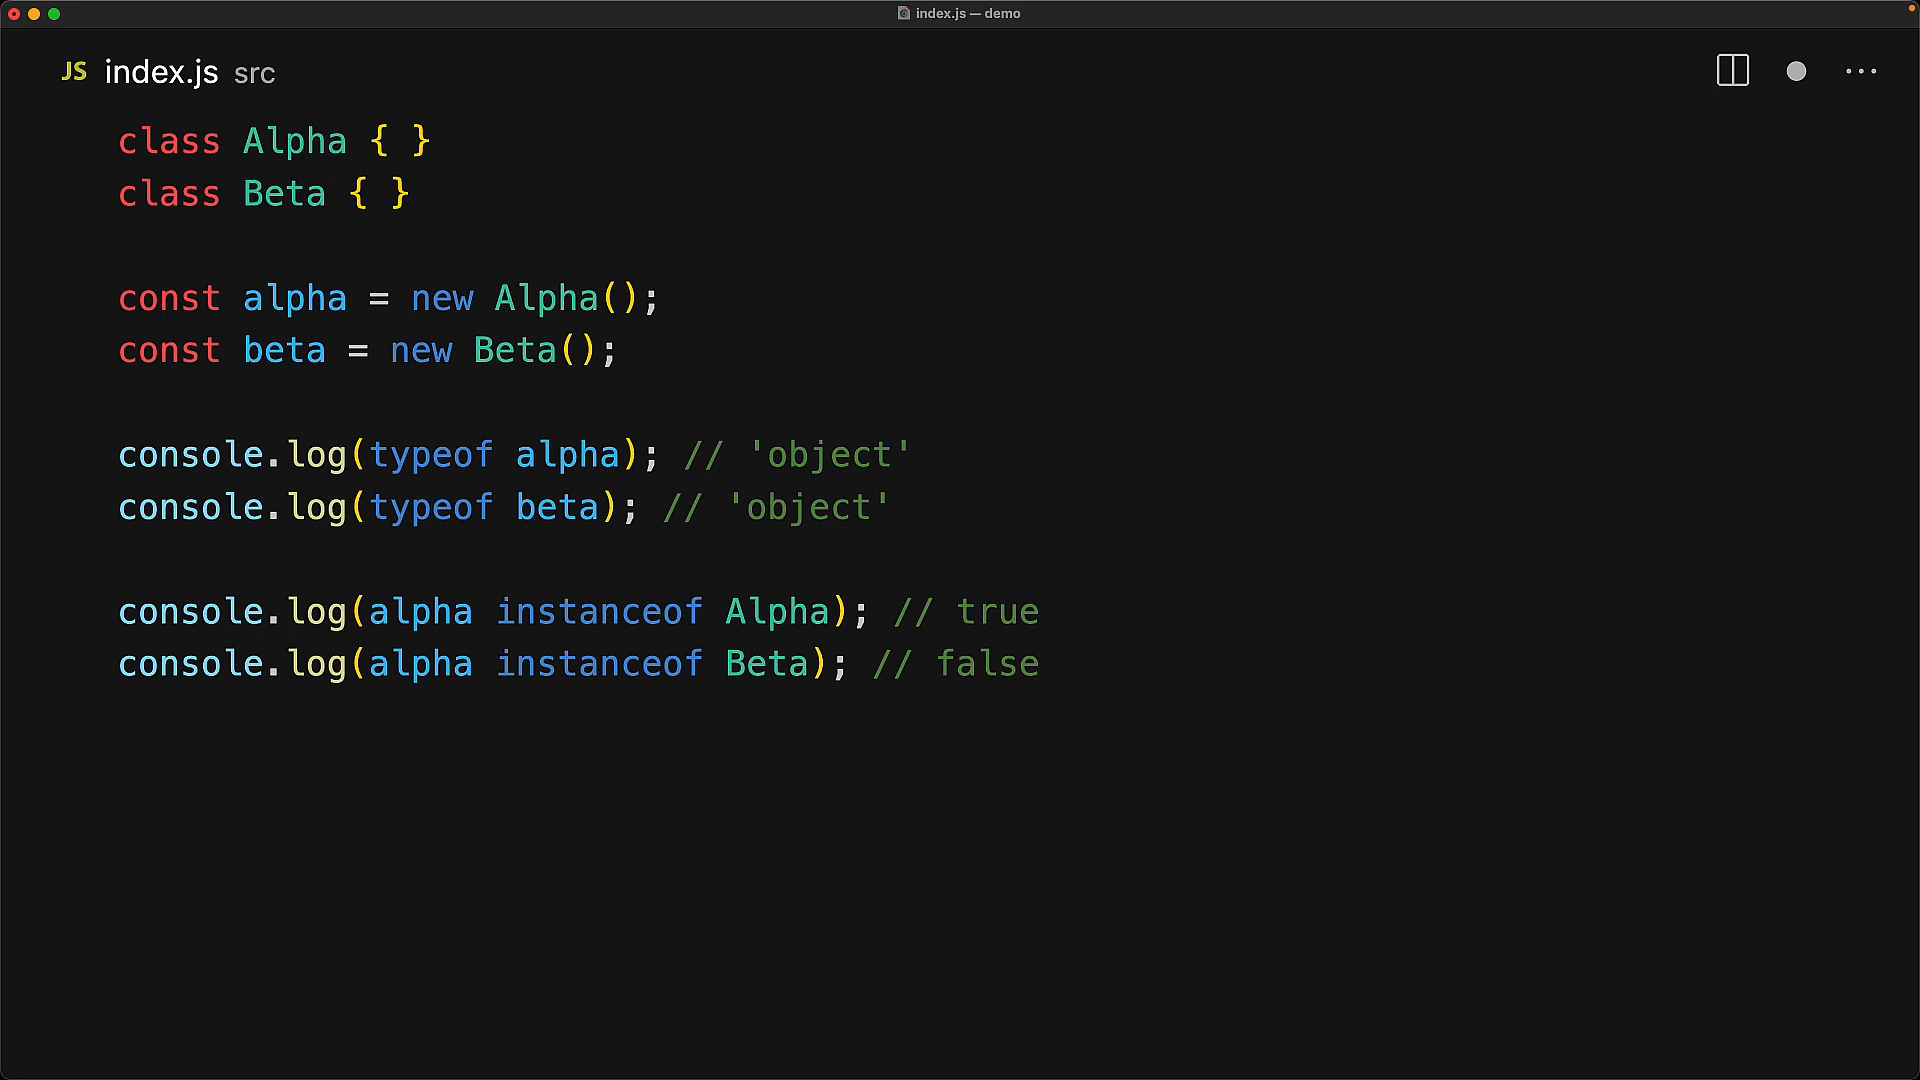 index.js — demo
JS index.js src
class Alpha { }
class Beta { }
const alpha = new Alpha();
const beta = new Beta();
console.log(typeof alpha); // 'object'
console.log(typeof beta); // 'object'
console.log(alpha instanceof Alpha); // true
console.log(alpha instanceof Beta); // false